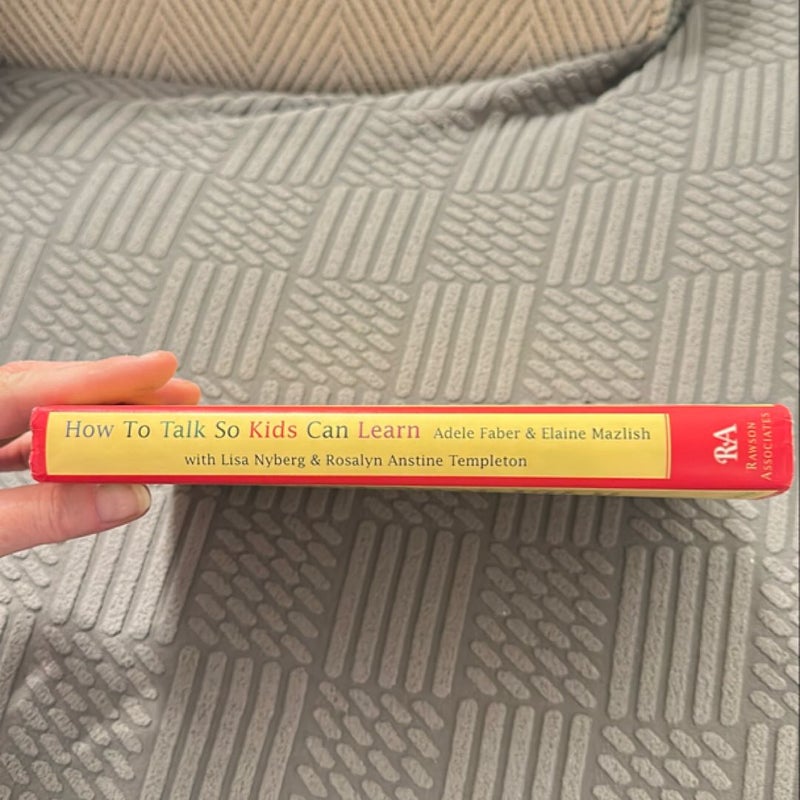 How To Talk So Kids Can Learn Adele Faber & Elaine Mazlish
with Lisa Nyberg & Rosalyn Anstine Templeton
RA
RAWSON
ASSOCIATES